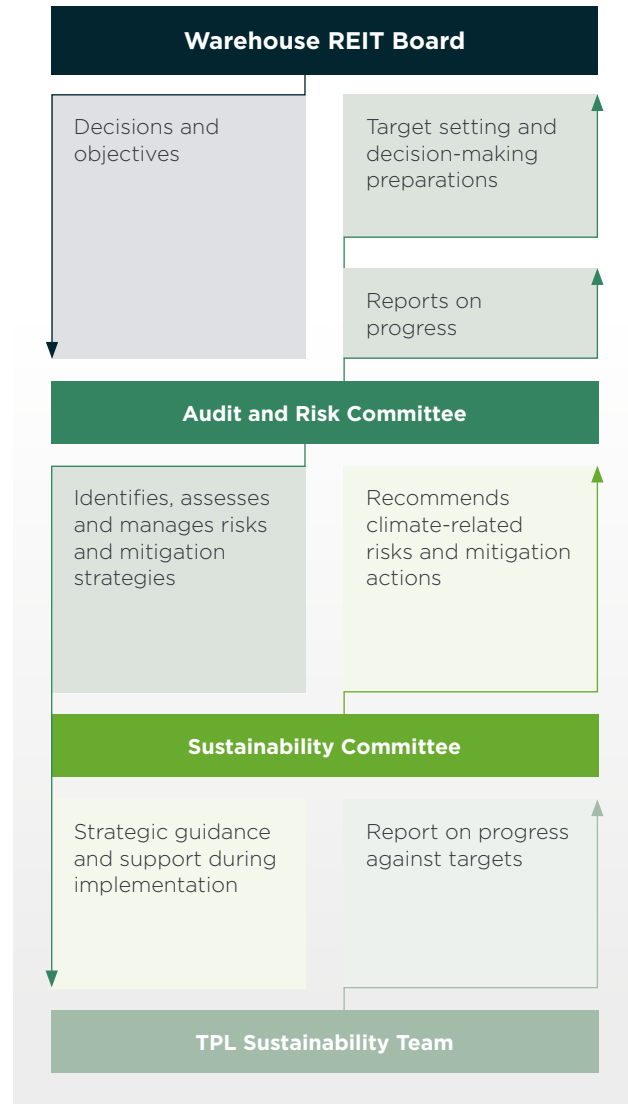 Warehouse REIT Board
Decisions and
objectives
Target setting and
decision-making
preparations
Reports on
progress
Audit and Risk Committee
Identifies, assesses
and manages risks
and mitigation
strategies
Recommends
climate-related
risks and mitigation
actions
Sustainability Committee
Strategic guidance
and support during
implementation
Report on progress
against targets
TPL Sustainability Team